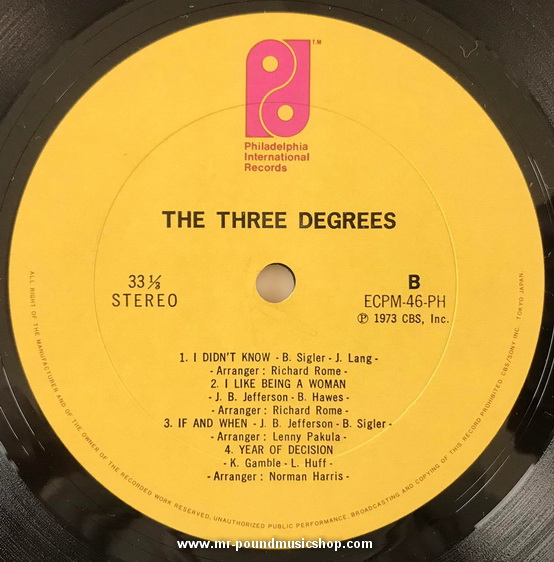 TM
Philadelphia
International
Records
THE THREE DEGREES
33 ⅓
STEREO
B
ECPM-46-PH
Ⓟ 1973 CBS, Inc.
1. I DIDN'T KNOW - B. Sigler - J. Lang -
- Arranger : Richard Rome -
2. I LIKE BEING A WOMAN
- J. B. Jefferson - B. Hawes -
- Arranger : Richard Rome -
3. IF AND WHEN - J. B. Jefferson - B. Sigler -
- Arranger : Lenny Pakula -
4. YEAR OF DECISION
- K. Gamble - L. Huff -
- Arranger : Norman Harris -
ALL RIGHT OF THE MANUFACTURER AND OF THE OWNER OF THE RECORDED WORK RESERVED. UNAUTHORIZED PUBLIC PERFORMANCE, BROADCASTING AND COPYING OF THIS RECORD PROHIBITED CBS/SONY INC. TOKYO JAPAN.
www.mr-poundmusicshop.com